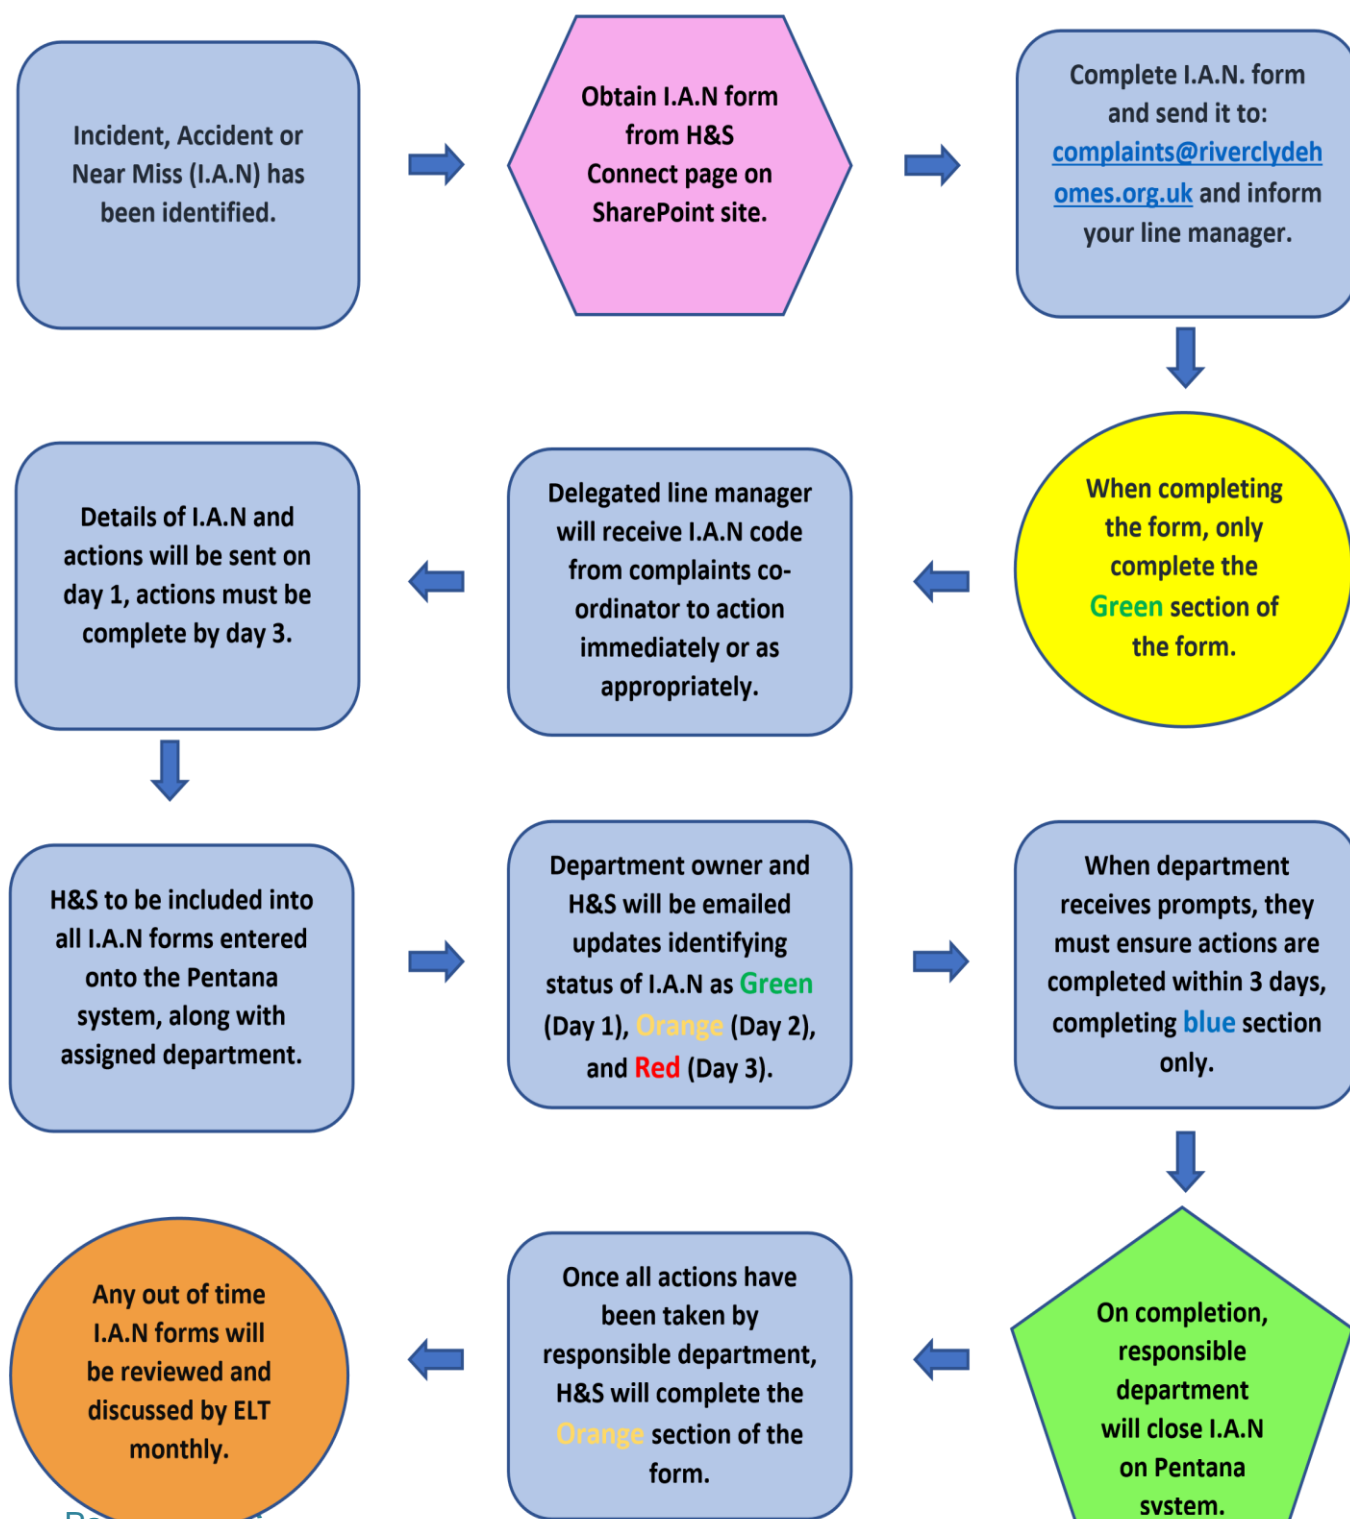 Incident, Accident or
Near Miss (I.A.N) has
been identified.
Obtain I.A.N form
from H&S
Connect page on
SharePoint site.
Complete I.A.N. form
and send it to:
complaints@riverclydeh
omes.org.uk and inform
your line manager.
When completing
the form, only
complete the
Green section of
the form.
Delegated line manager
will receive I.A.N code
from complaints co-
ordinator to action
immediately or as
appropriately.
Details of I.A.N and
actions will be sent on
day 1, actions must be
complete by day 3.
H&S to be included into
all I.A.N forms entered
onto the Pentana
system, along with
assigned department.
Department owner and
H&S will be emailed
updates identifying
status of I.A.N as Green
(Day 1), Orange (Day 2),
and Red (Day 3).
When department
receives prompts, they
must ensure actions are
completed within 3 days,
completing blue section
only.
On completion,
responsible
department
will close I.A.N
on Pentana
system.
Once all actions have
been taken by
responsible department,
H&S will complete the
Orange section of the
form.
Any out of time
I.A.N forms will
be reviewed and
discussed by ELT
monthly.